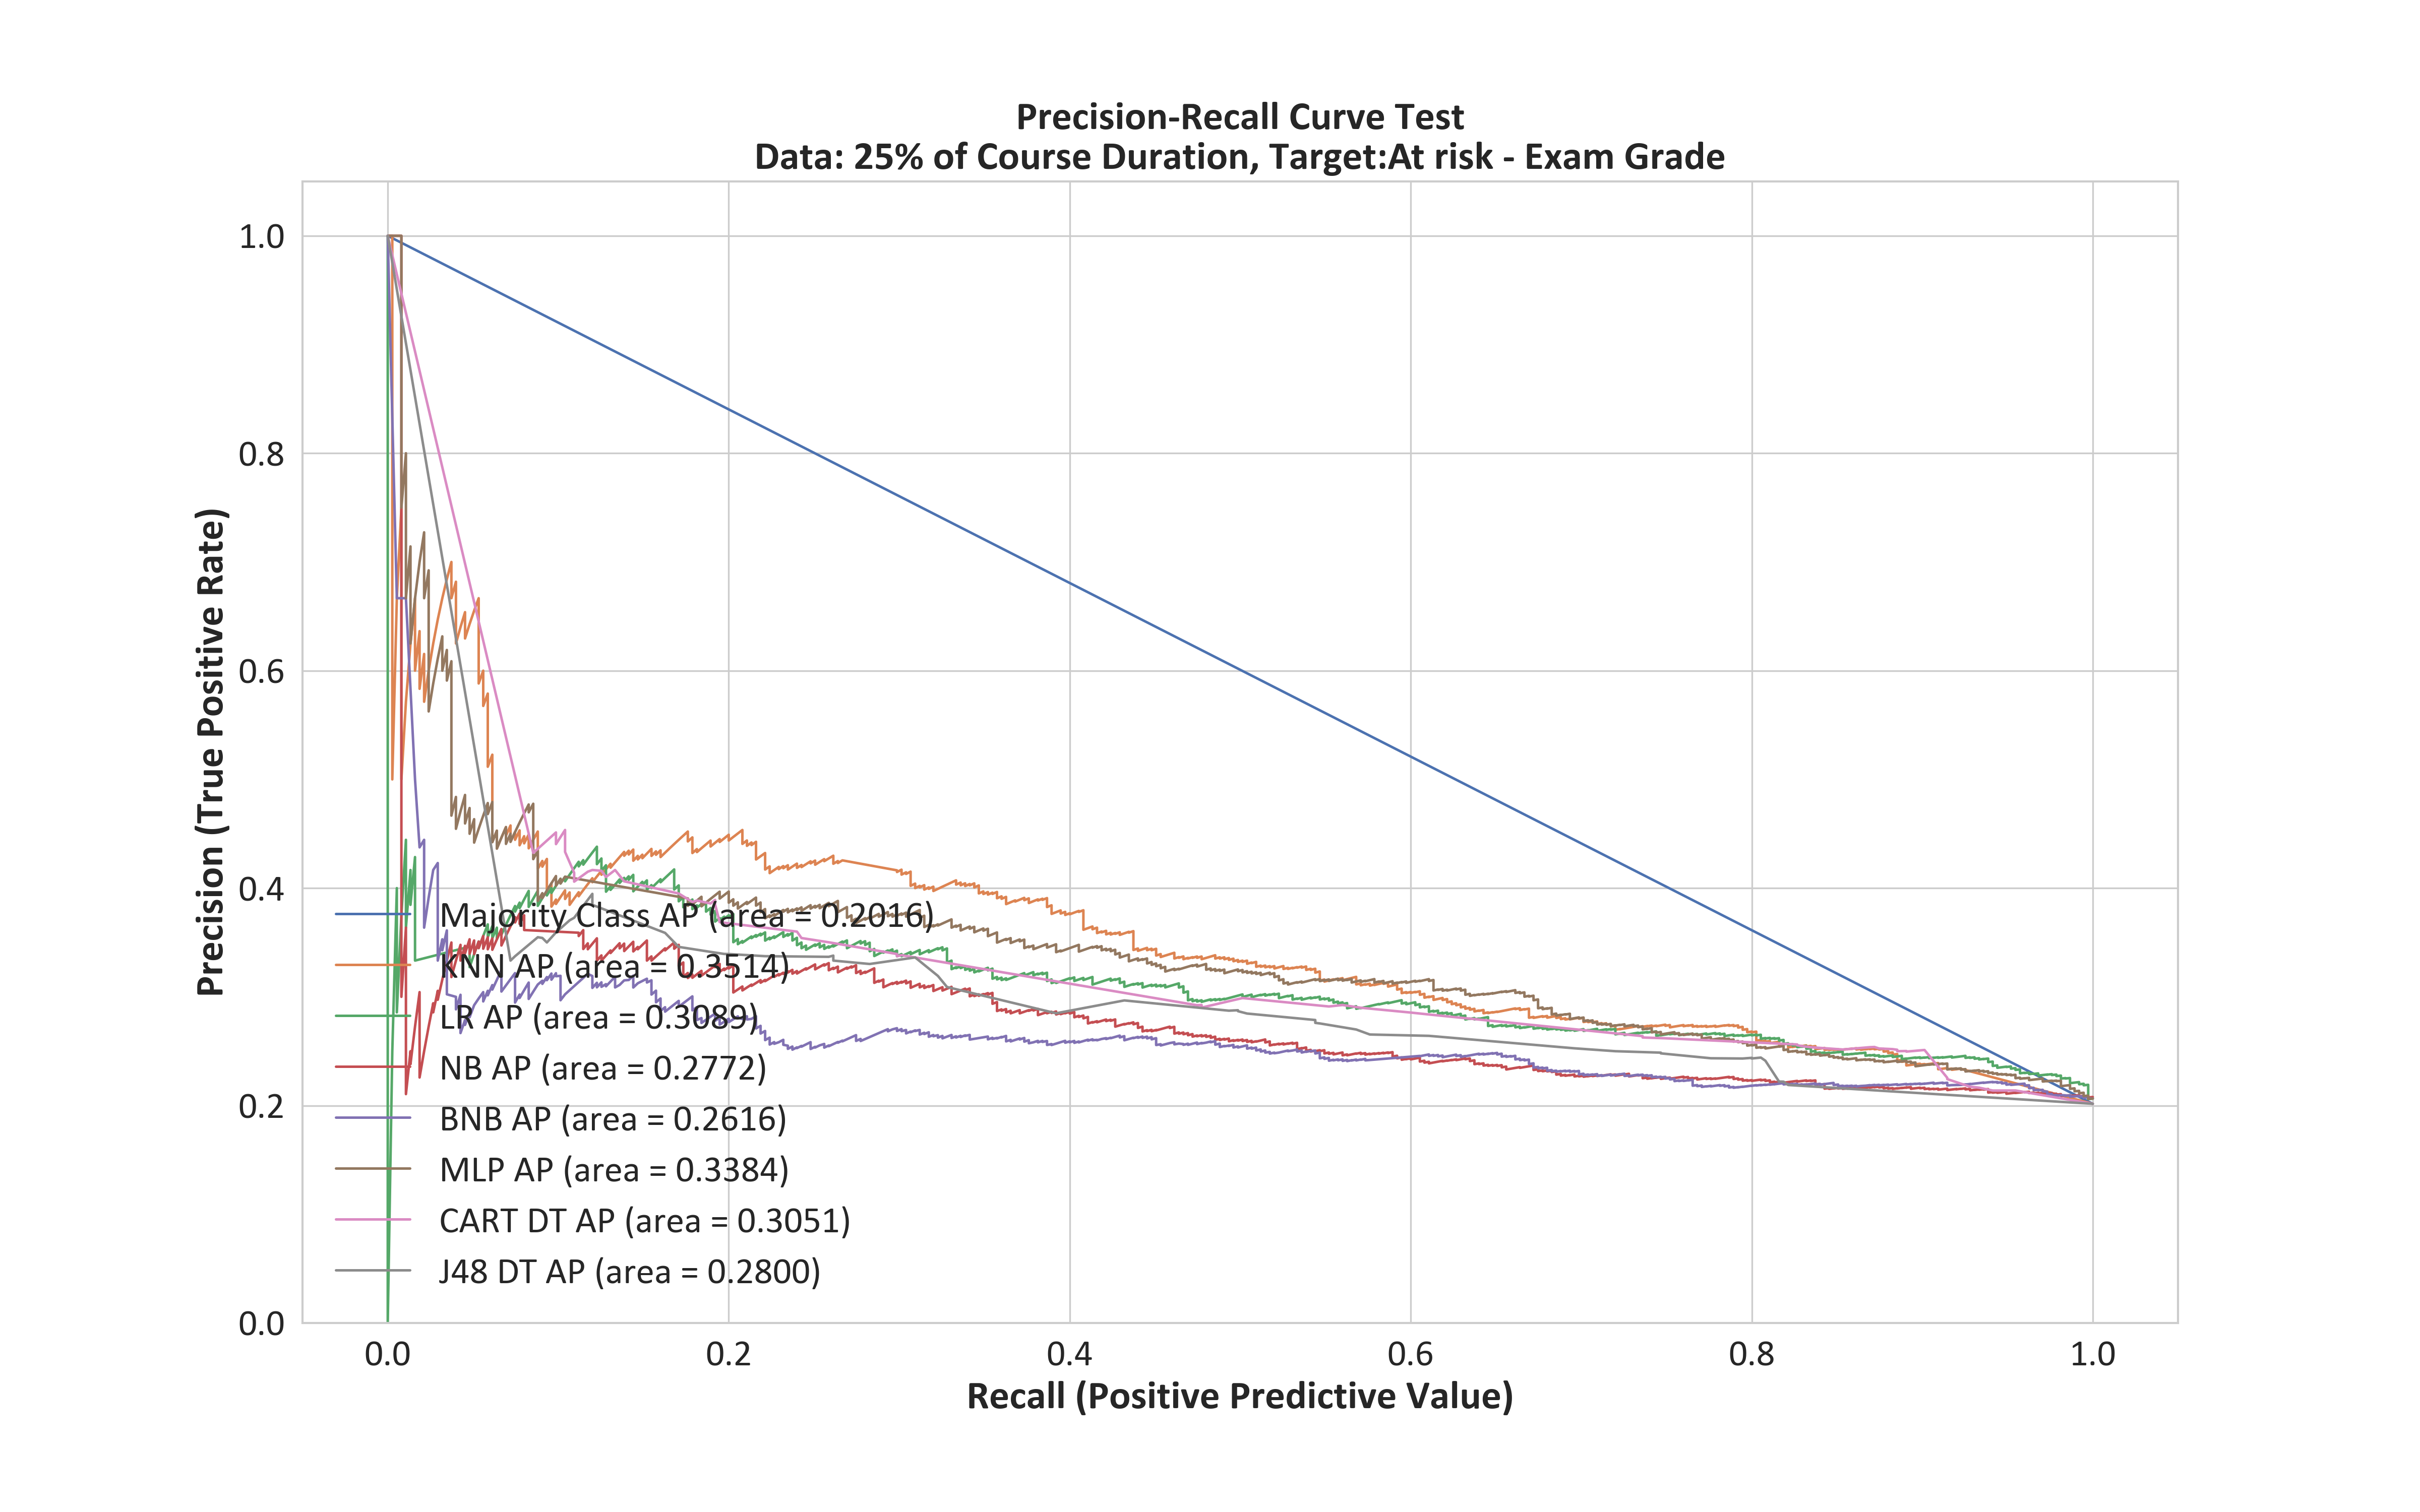 Precision-Recall Curve Test
Data: 25% of Course Duration, Target:At risk - Exam Grade
Precision (True Positive Rate)
1.0
0.8
0.6
0.4
0.2
0.0
Majority Class AP (area = 0.2016)
KNN AP (area = 0.3514)
LR AP (area = 0.3089)
NB AP (area = 0.2772)
BNB AP (area = 0.2616)
MLP AP (area = 0.3384)
CART DT AP (area = 0.3051)
J48 DT AP (area = 0.2800)
0.0 0.2 0.4 0.6 0.8 1.0
Recall (Positive Predictive Value)